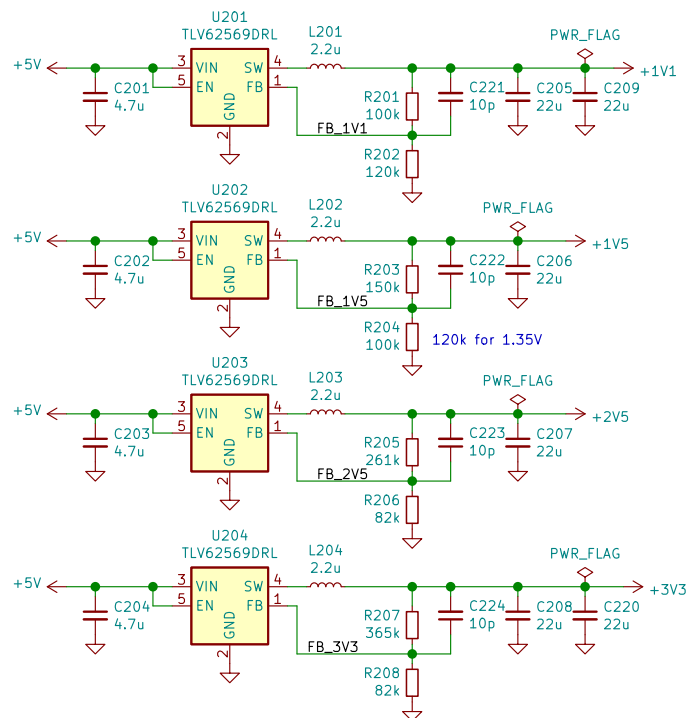 U201
TLV62569DRL
L201
2.2u
PWR_FLAG
+5V
3 VIN SW 4
5 EN FB 1
GND
2
C201
4.7u
R201
100k
C221
10p
C205
22u
C209
22u
+1V1
FB_1V1
R202
120k
U202
TLV62569DRL
L202
2.2u
PWR_FLAG
+5V
3 VIN SW 4
5 EN FB 1
GND
2
C202
4.7u
R203
150k
C222
10p
C206
22u
+1V5
FB_1V5
R204
100k
120k for 1.35V
U203
TLV62569DRL
L203
2.2u
PWR_FLAG
+5V
3 VIN SW 4
5 EN FB 1
GND
2
C203
4.7u
R205
261k
C223
10p
C207
22u
+2V5
FB_2V5
R206
82k
U204
TLV62569DRL
L204
2.2u
PWR_FLAG
+5V
3 VIN SW 4
5 EN FB 1
GND
2
C204
4.7u
R207
365k
C224
10p
C208
22u
C220
22u
+3V3
FB_3V3
R208
82k